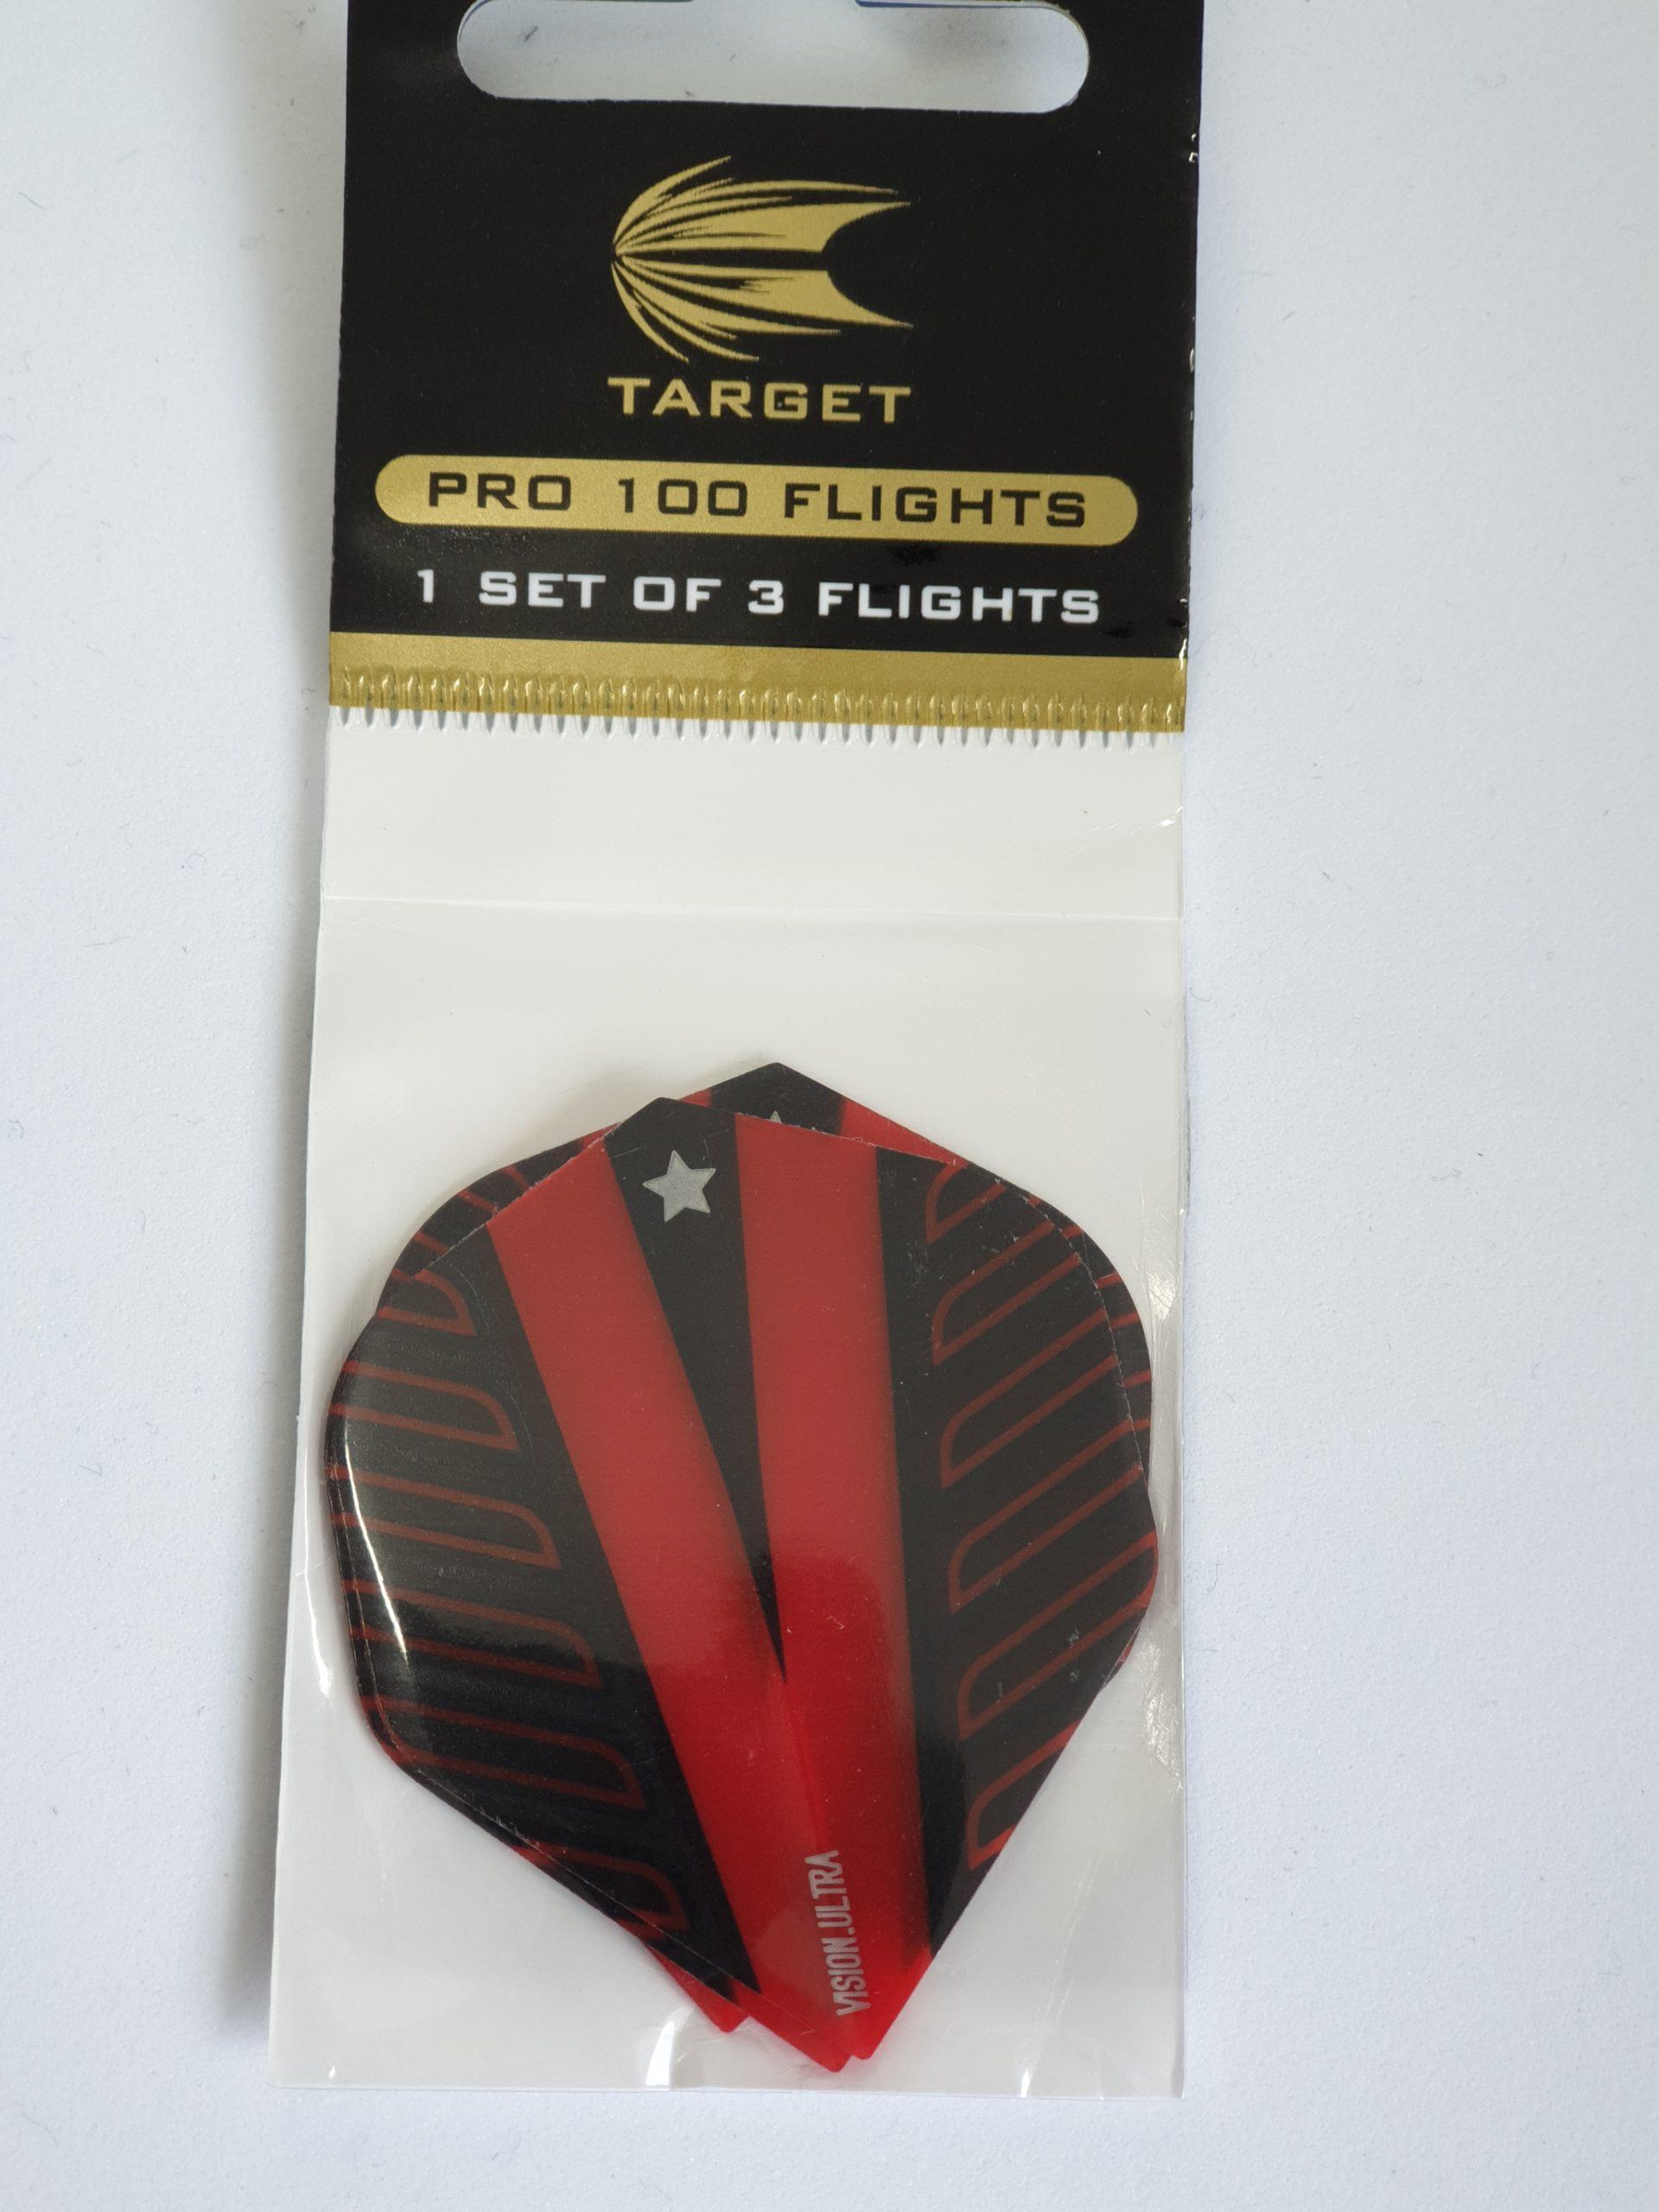 TARGET
PRO 100 FLIGHTS
1 SET OF 3 FLIGHTS
VISION.ULTRA